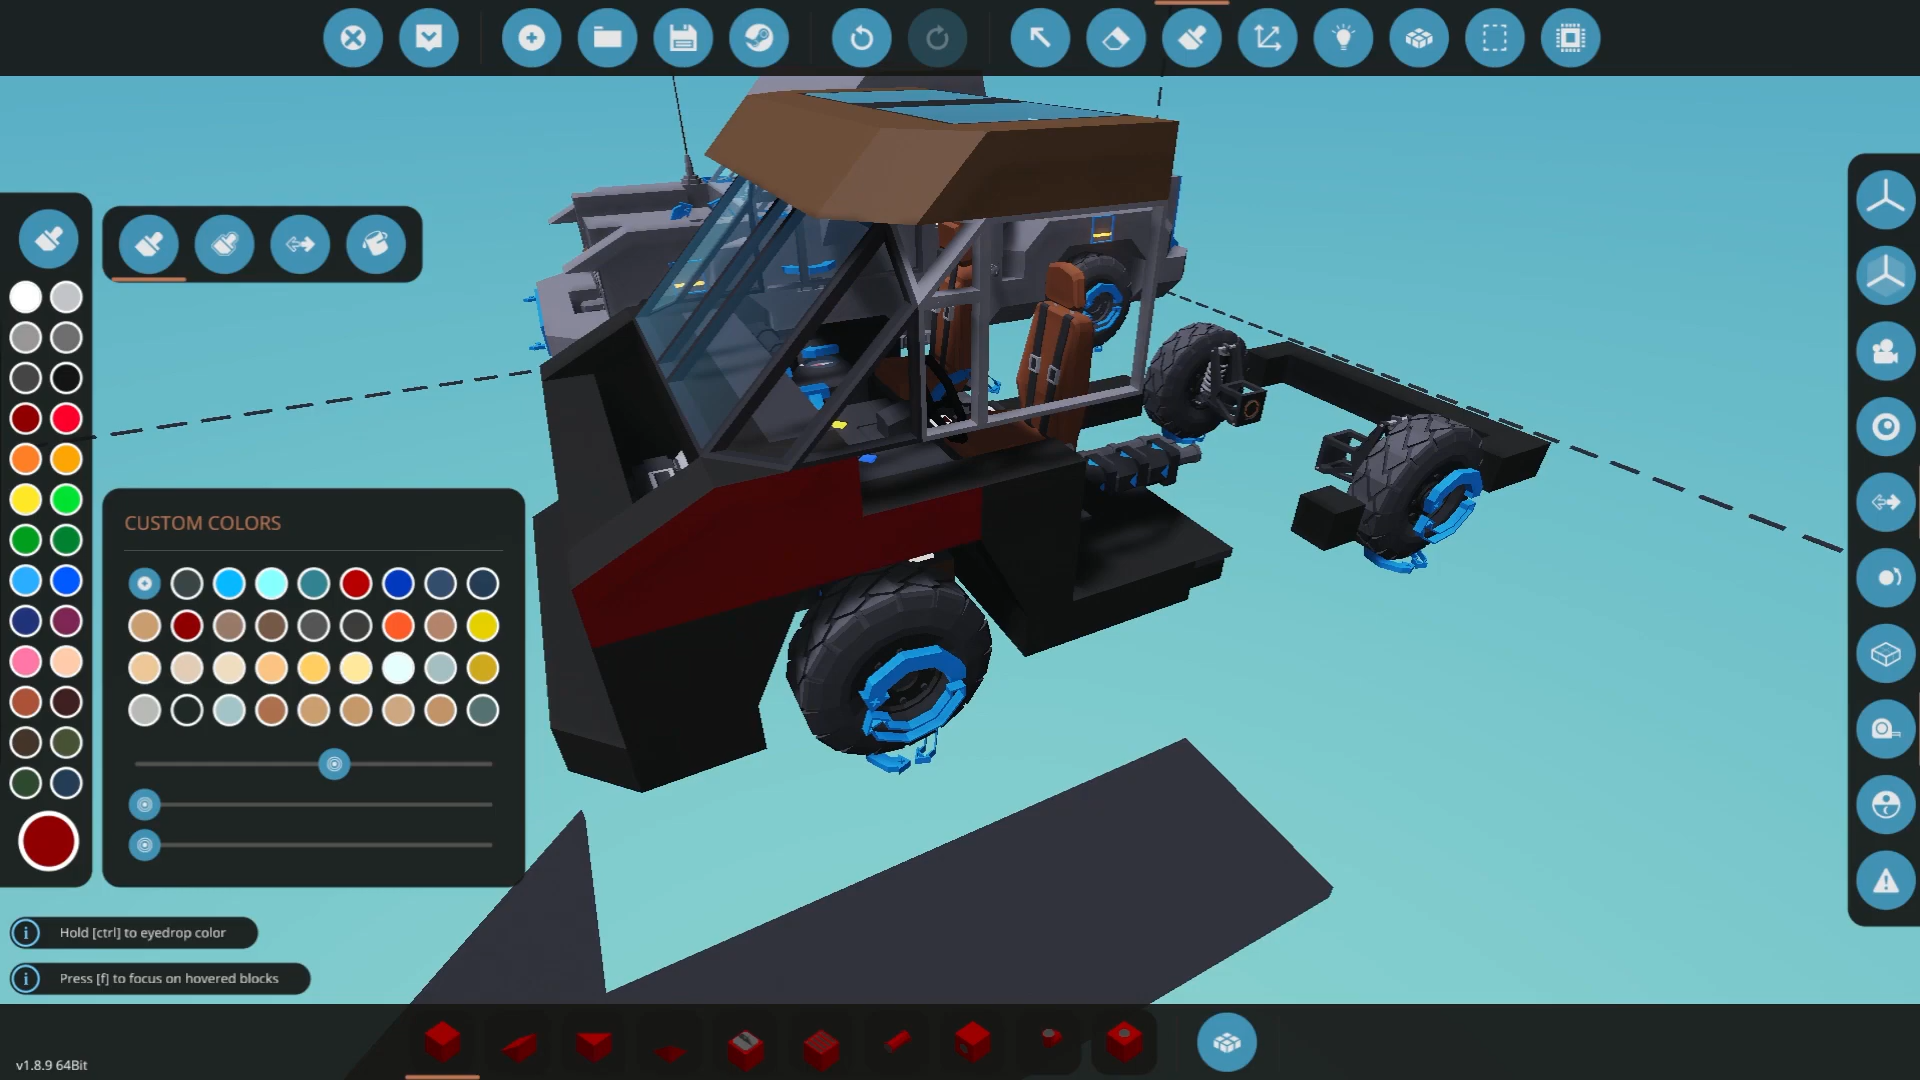 CUSTOM COLORS
Hold [ctrl] to eyedrop color
Press [f] to focus on hovered blocks
v1.8.9 64Bit